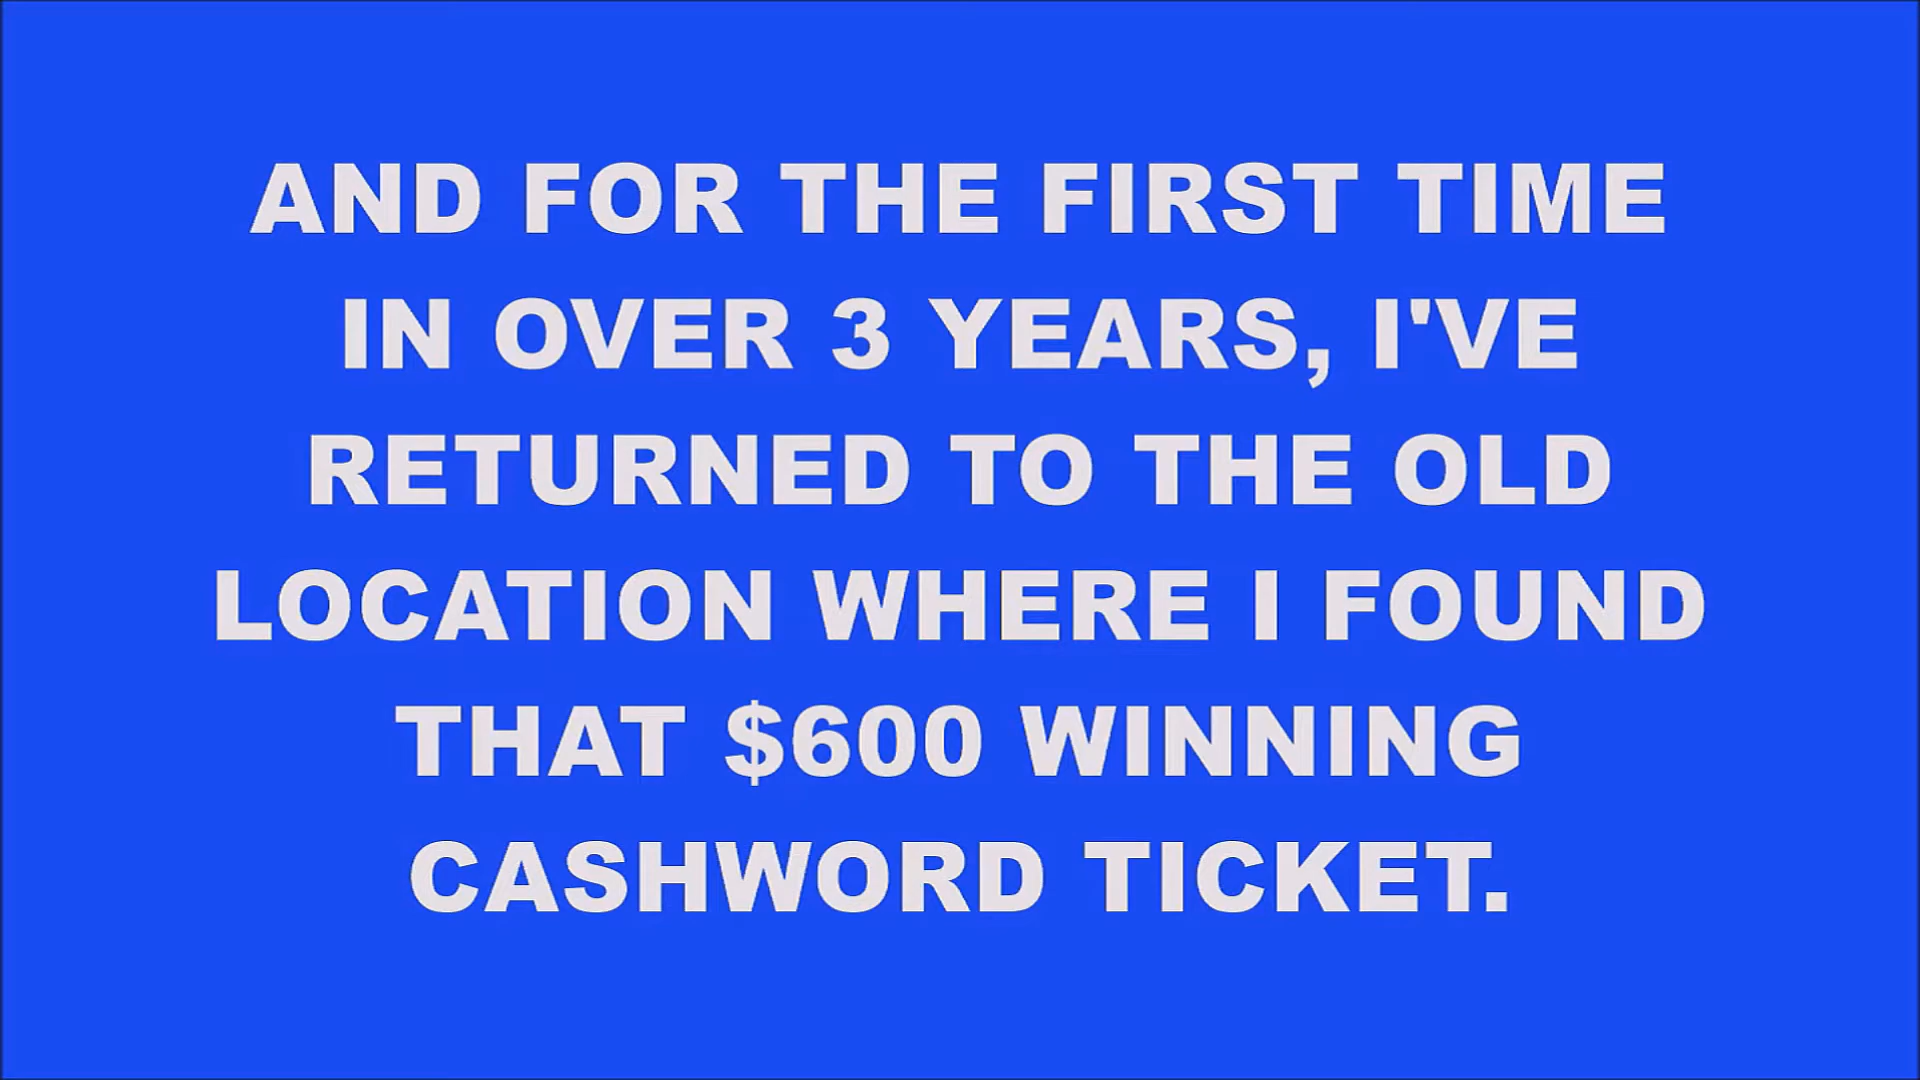 AND FOR THE FIRST TIME
IN OVER 3 YEARS, I'VE
RETURNED TO THE OLD
LOCATION WHERE I FOUND
THAT $600 WINNING
CASHWORD TICKET.